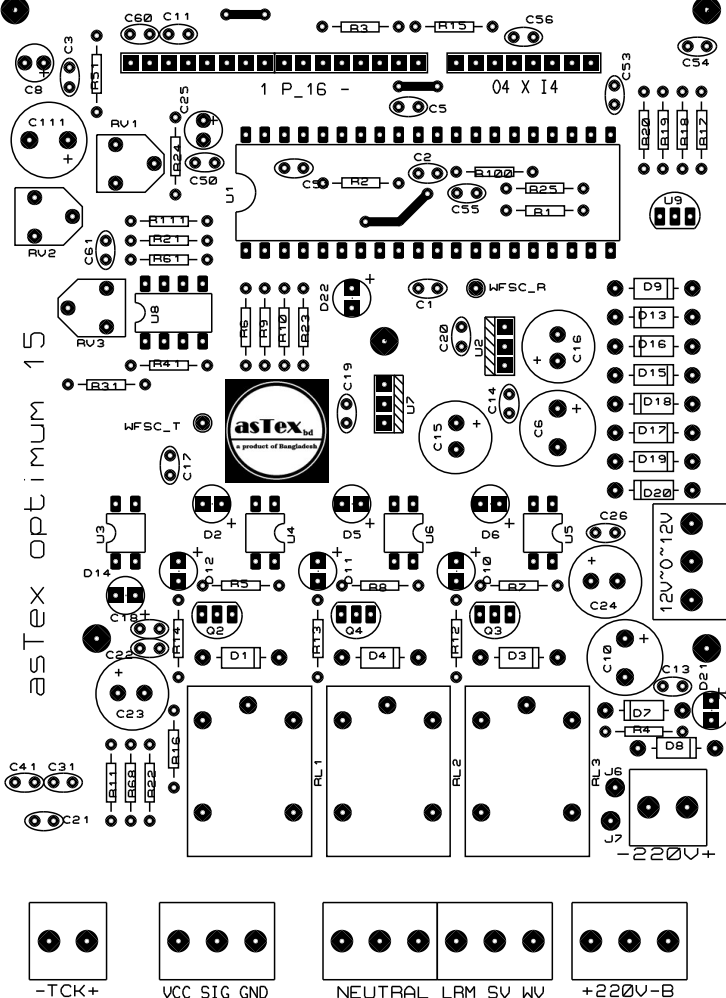 C60 C11
C56
R3 R15
C3
C54
C53
C8
R51
1 P_16 -
04 X I4
C25
C5
C111
RV1
R20 R19 R18 R17
R24
C50
C2
R100
R2
R25
U1
C55
R1
U9
R111
R21
R61
C61
RV2
D22
C1
WFSC_R
D9
U8
D13
R6 R9 R10 R23
C20
U2
C16
D16
RV3
R41
D15
R31
C19
C14
D18
U7
WFSC_T
asTex bd
a product of Bangladesh
C15
C6
D17
C17
D19
D20
asTex optimum 15
U3
D2
U4
D5
U6
D6
U5
C26
12V~0~12V
D14
D12
D11
D10
R5
R8
R7
C24
C18
Q2
Q4
Q3
R14
R13
R12
C22
D1
D4
D3
C10
C13
D21
C23
D7
R16
R4
D8
RL1
RL2
RL3
C41 C31
R11 R68 R22
J6
C21
J7
-220V+
-TCK+
VCC SIG GND
NEUTRAL
LRM SV WV
+220V-B